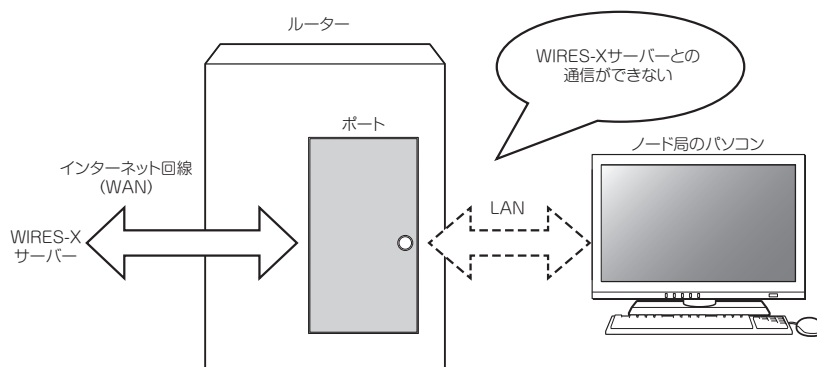 ルーター
WIRES-Xサーバーとの
通信ができない
ポート
ノード局のパソコン
インターネット回線
(WAN)
LAN
WIRES-X
サーバー